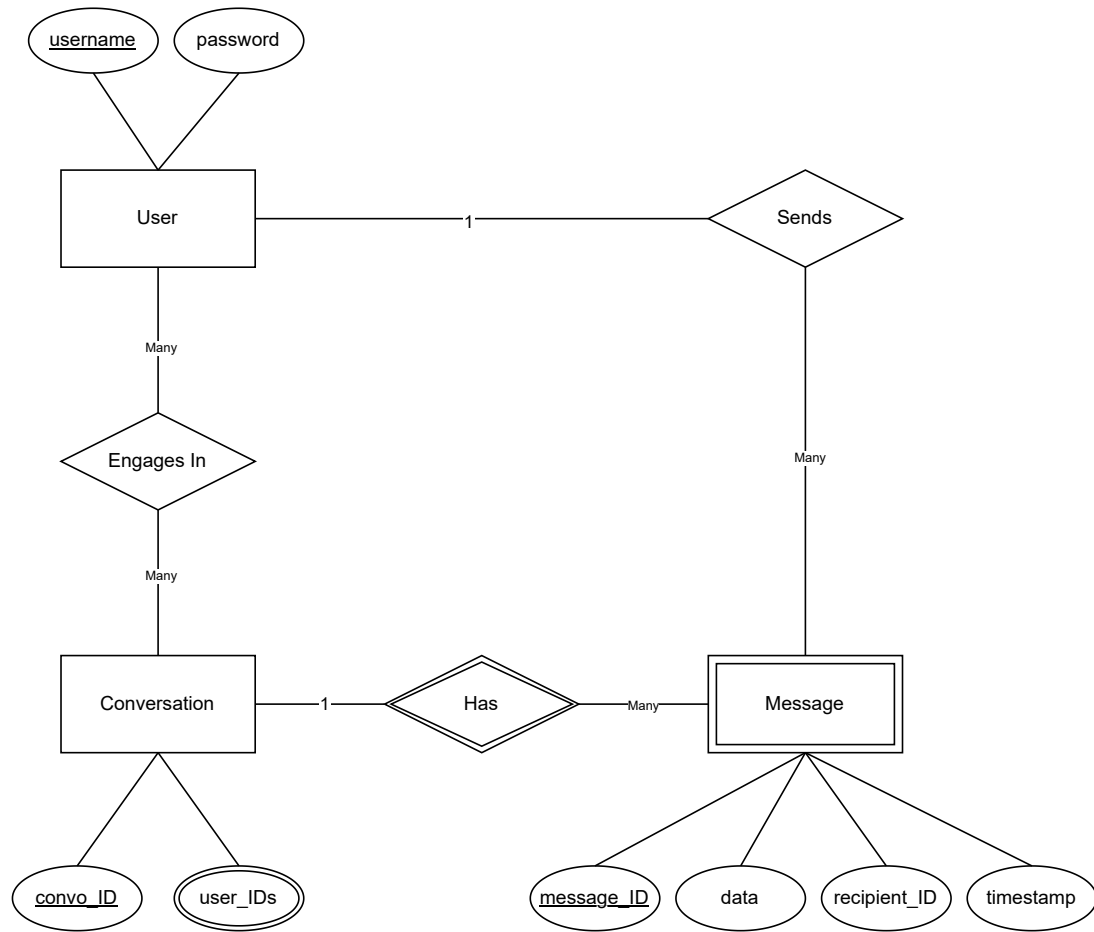 username
password
User
1
Sends
Many
Many
Engages In
Many
Conversation
1
Has
Many
Message
convo_ID
user_IDs
message_ID
data
recipient_ID
timestamp